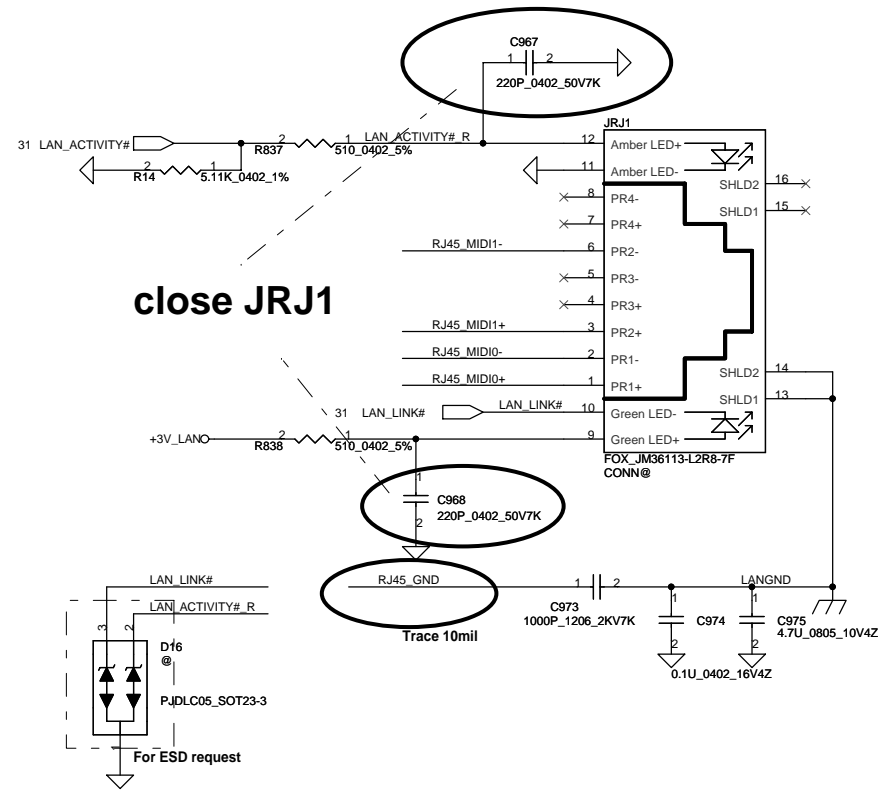 C967
1 2
220P_0402_50V7K
JRJ1
31 LAN_ACTIVITY#
2 1
R837
510_0402_5%
LAN_ACTIVITY#_R
12
Amber LED+
2 1
R14
5.11K_0402_1%
11
Amber LED-
SHLD2
16
8
PR4-
SHLD1
15
7
PR4+
RJ45_MIDI1-
6
PR2-
5
PR3-
close JRJ1
4
PR3+
RJ45_MIDI1+
3
PR2+
RJ45_MIDI0-
2
PR1-
SHLD2
14
RJ45_MIDI0+
1
PR1+
SHLD1
13
31 LAN_LINK#
LAN_LINK#
10
Green LED-
+3V_LAN
2 1
R838
510_0402_5%
9
Green LED+
FOX_JM36113-L2R8-7F
CONN@
1
C968
220P_0402_50V7K
2
LAN_LINK#
RJ45_GND
1 2
LANGND
C973
1000P_1206_2KV7K
LAN_ACTIVITY#_R
Trace 10mil
1
C974
2
0.1U_0402_16V4Z
1
C975
4.7U_0805_10V4Z
2
3
2
D16
@
PJDLC05_SOT23-3
For ESD request